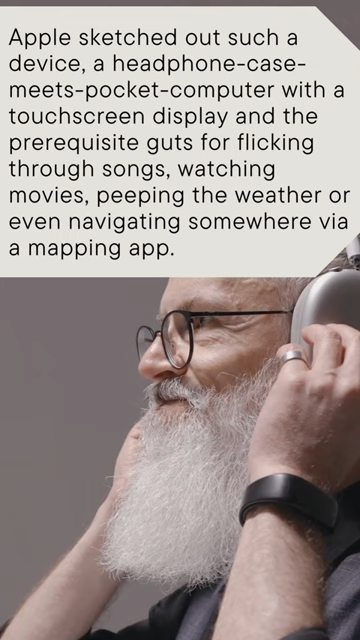 Apple sketched out such a
device, a headphone-case-
meets-pocket-computer with a
touchscreen display and the
prerequisite guts for flicking
through songs, watching
movies, peeping the weather or
even navigating somewhere via
a mapping app.